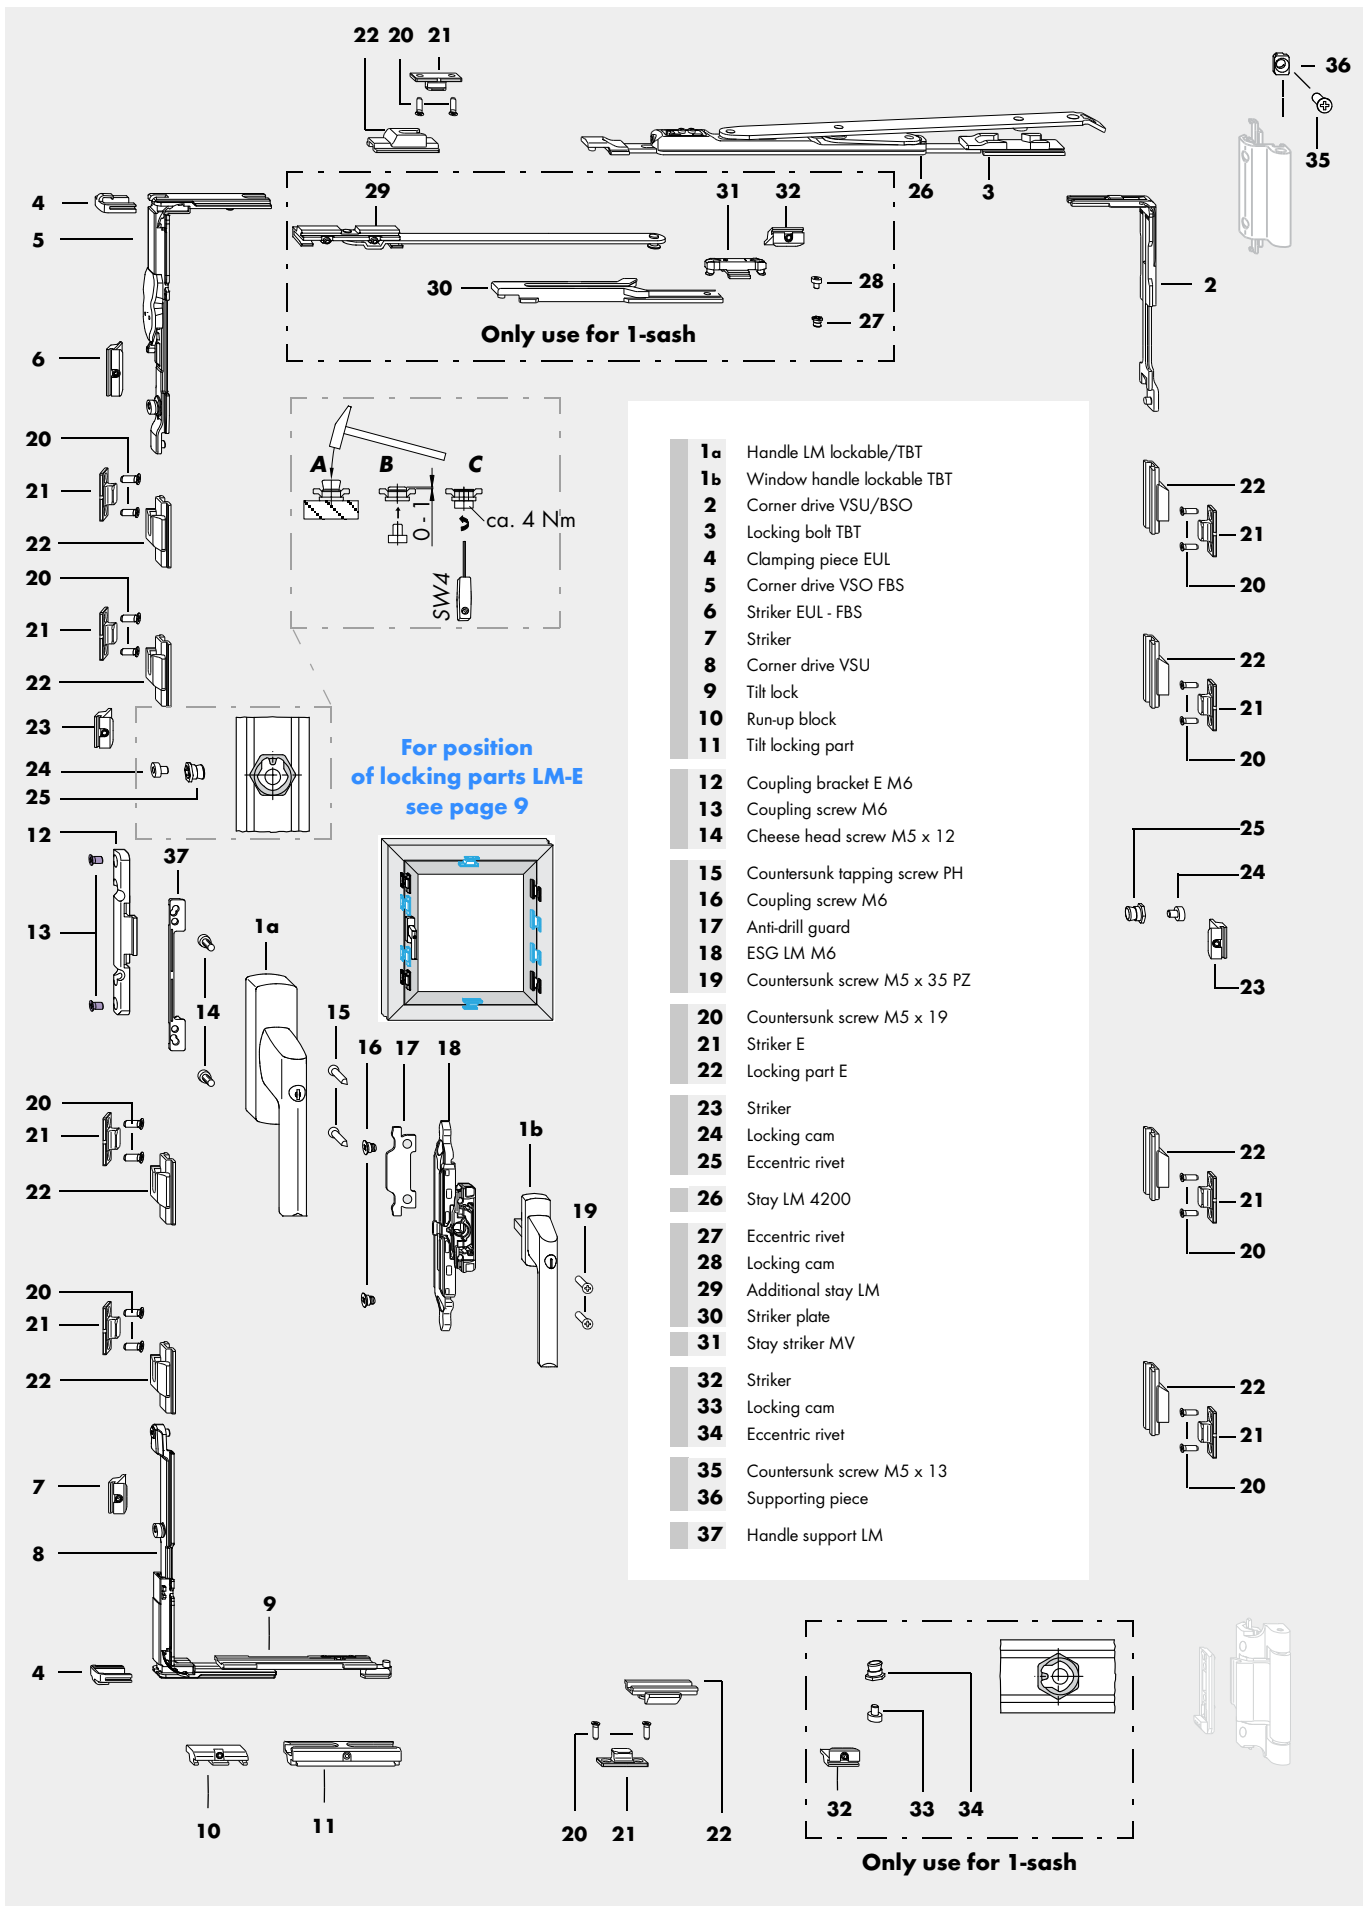 22 20 21
36
22
35
29 31 32 26 3
4
5
30
28
27
2
Only use for 1-sash
6
20
21
22
20
21
22
A B C
0 - 1
ca. 4 Nm
SW4
23
24
25
12
37
13
14
1a
For position
of locking parts LM-E
see page 9
15
16 17 18
1b
19
1a Handle LM lockable/TBT
1b Window handle lockable TBT
2 Corner drive VSU/BSO
3 Locking bolt TBT
4 Clamping piece EUL
5 Corner drive VSO FBS
6 Striker EUL - FBS
7 Striker
8 Corner drive VSU
9 Tilt lock
10 Run-up block
11 Tilt locking part
12 Coupling bracket E M6
13 Coupling screw M6
14 Cheese head screw M5 x 12
15 Countersunk tapping screw PH
16 Coupling screw M6
17 Anti-drill guard
18 ESG LM M6
19 Countersunk screw M5 x 35 PZ
20 Countersunk screw M5 x 19
21 Striker E
22 Locking part E
23 Striker
24 Locking cam
25 Eccentric rivet
26 Stay LM 4200
27 Eccentric rivet
28 Locking cam
29 Additional stay LM
30 Striker plate
31 Stay striker MV
32 Striker
33 Locking cam
34 Eccentric rivet
35 Countersunk screw M5 x 13
36 Supporting piece
37 Handle support LM
22
21
20
22
21
20
25
24
23
22
21
20
22
21
20
20
21
22
20
21
22
7
8
9
4
10
11
20 21 22
32 33 34
Only use for 1-sash